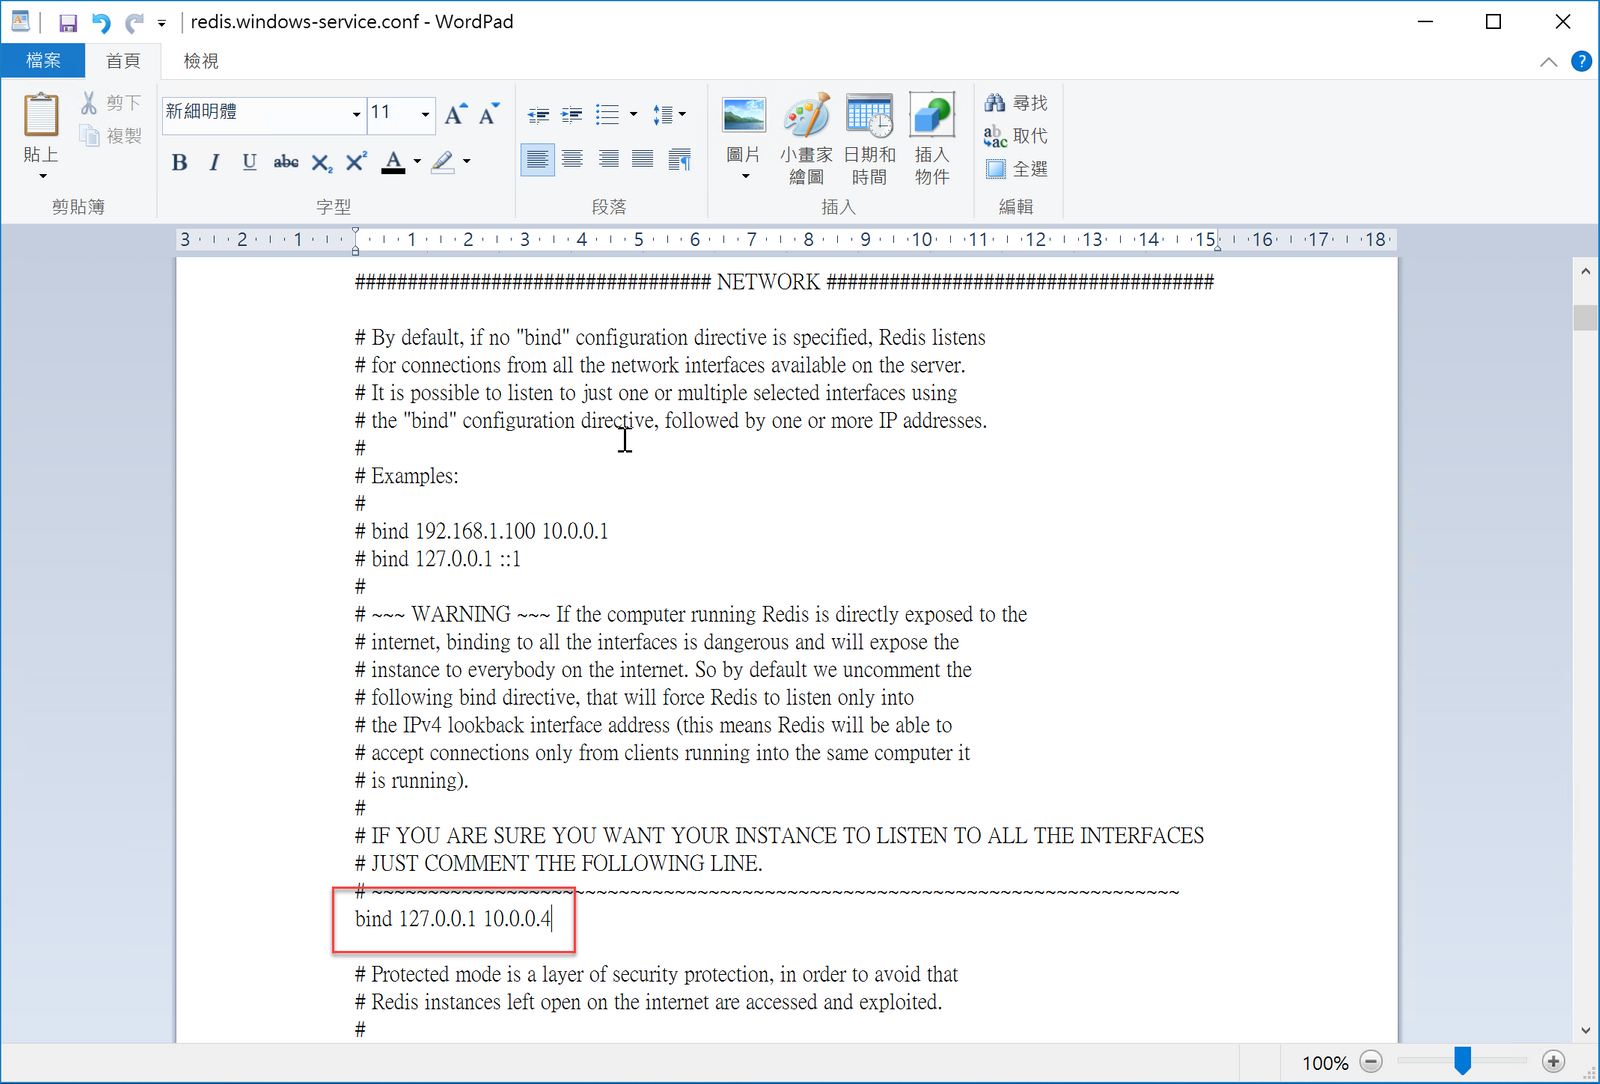 redis.windows-service.conf - WordPad
檔案 首頁 檢視
貼上
剪下
複製
剪貼簿
新細明體 11
B I U abc X₂ X² A
字型
段落
圖片
小畫家
繪圖
日期和
時間
插入
物件
插入
尋找
取代
全選
編輯
3 2 1 1 2 3 4 5 6 7 8 9 10 11 12 13 14 15 16 17 18
################################## NETWORK #####################################
# By default, if no "bind" configuration directive is specified, Redis listens
# for connections from all the network interfaces available on the server.
# It is possible to listen to just one or multiple selected interfaces using
# the "bind" configuration directive, followed by one or more IP addresses.
#
# Examples:
#
# bind 192.168.1.100 10.0.0.1
# bind 127.0.0.1 ::1
#
# ~~~ WARNING ~~~ If the computer running Redis is directly exposed to the
# internet, binding to all the interfaces is dangerous and will expose the
# instance to everybody on the internet. So by default we uncomment the
# following bind directive, that will force Redis to listen only into
# the IPv4 lookback interface address (this means Redis will be able to
# accept connections only from clients running into the same computer it
# is running).
#
# IF YOU ARE SURE YOU WANT YOUR INSTANCE TO LISTEN TO ALL THE INTERFACES
# JUST COMMENT THE FOLLOWING LINE.
# ~~~~~~~~~~~~~~~~~~~~~~~~~~~~~~~~~~~~~~~~~~~~~~~~~~~~~~~~~~~~~~~~~~~~~~~~
bind 127.0.0.1 10.0.0.4
# Protected mode is a layer of security protection, in order to avoid that
# Redis instances left open on the internet are accessed and exploited.
#
100%